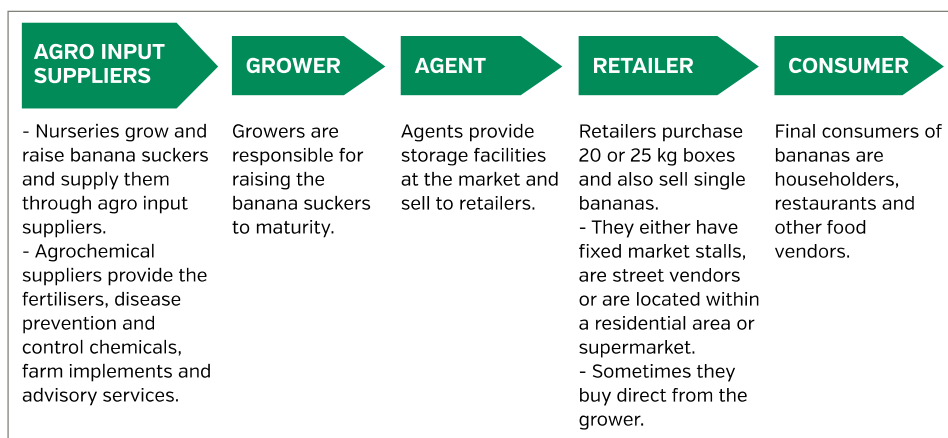 AGRO INPUT
SUPPLIERS
- Nurseries grow and
raise banana suckers
and supply them
through agro input
suppliers.
- Agrochemical
suppliers provide the
fertilisers, disease
prevention and
control chemicals,
farm implements and
advisory services.
GROWER
Growers are
responsible for
raising the
banana suckers
to maturity.
AGENT
Agents provide
storage facilities
at the market and
sell to retailers.
RETAILER
Retailers purchase
20 or 25 kg boxes
and also sell single
bananas.
- They either have
fixed market stalls,
are street vendors
or are located within
a residential area or
supermarket.
- Sometimes they
buy direct from the
grower.
CONSUMER
Final consumers of
bananas are
householders,
restaurants and
other food
vendors.